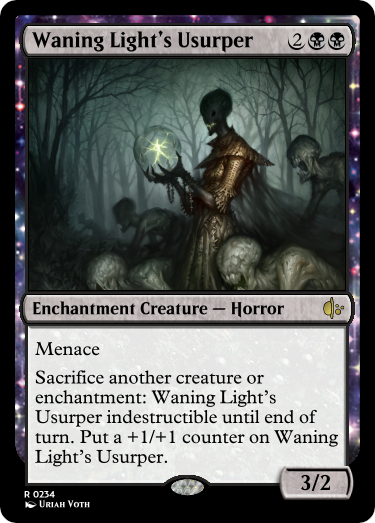 Waning Light's Usurper 2
Enchantment Creature — Horror
Menace
Sacrifice another creature or
enchantment: Waning Light's
Usurper indestructible until end of
turn. Put a +1/+1 counter on Waning
Light's Usurper.
3/2
R 0234
Uriah Voth